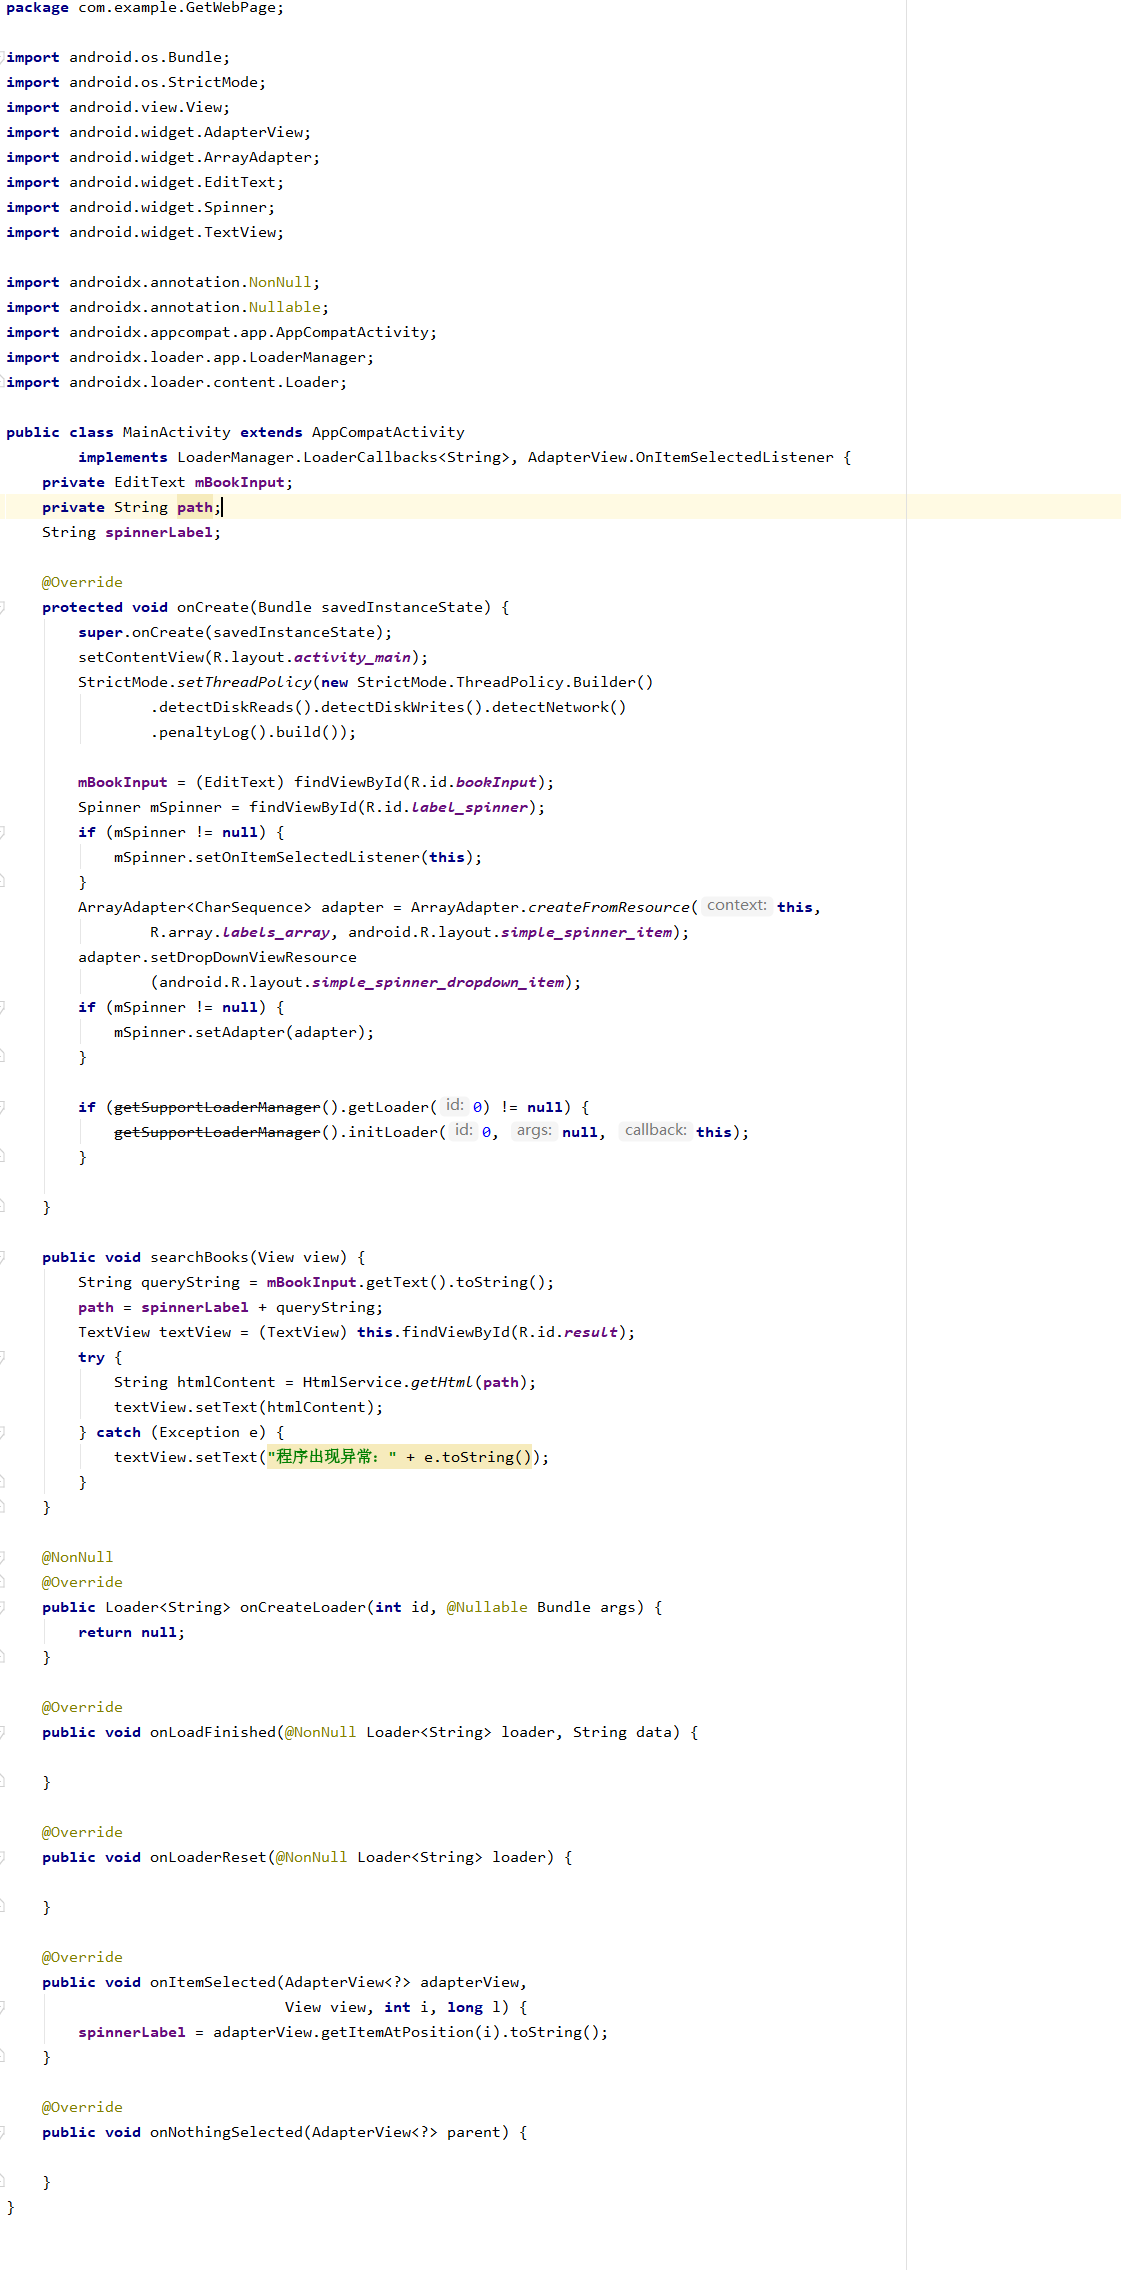 package com.example.GetWebPage;
import android.os.Bundle;
import android.os.StrictMode;
import android.view.View;
import android.widget.AdapterView;
import android.widget.ArrayAdapter;
import android.widget.EditText;
import android.widget.Spinner;
import android.widget.TextView;
import androidx.annotation.NonNull;
import androidx.annotation.Nullable;
import androidx.appcompat.app.AppCompatActivity;
import androidx.loader.app.LoaderManager;
import androidx.loader.content.Loader;
public class MainActivity extends AppCompatActivity
implements LoaderManager.LoaderCallbacks<String>, AdapterView.OnItemSelectedListener {
private EditText mBookInput;
private String path;
String spinnerLabel;
@Override
protected void onCreate(Bundle savedInstanceState) {
super.onCreate(savedInstanceState);
setContentView(R.layout.activity_main);
StrictMode.setThreadPolicy(new StrictMode.ThreadPolicy.Builder()
.detectDiskReads().detectDiskWrites().detectNetwork()
.penaltyLog().build());
mBookInput = (EditText) findViewById(R.id.bookInput);
Spinner mSpinner = findViewById(R.id.label_spinner);
if (mSpinner != null) {
mSpinner.setOnItemSelectedListener(this);
}
ArrayAdapter<CharSequence> adapter = ArrayAdapter.createFromResource( context: this,
R.array.labels_array, android.R.layout.simple_spinner_item);
adapter.setDropDownViewResource
(android.R.layout.simple_spinner_dropdown_item);
if (mSpinner != null) {
mSpinner.setAdapter(adapter);
}
if (getSupportLoaderManager().getLoader( id: 0) != null) {
getSupportLoaderManager().initLoader( id: 0, args: null, callback: this);
}
}
public void searchBooks(View view) {
String queryString = mBookInput.getText().toString();
path = spinnerLabel + queryString;
TextView textView = (TextView) this.findViewById(R.id.result);
try {
String htmlContent = HtmlService.getHtml(path);
textView.setText(htmlContent);
} catch (Exception e) {
textView.setText("程序出现异常：" + e.toString());
}
}
@NonNull
@Override
public Loader<String> onCreateLoader(int id, @Nullable Bundle args) {
return null;
}
@Override
public void onLoadFinished(@NonNull Loader<String> loader, String data) {
}
@Override
public void onLoaderReset(@NonNull Loader<String> loader) {
}
@Override
public void onItemSelected(AdapterView<?> adapterView,
View view, int i, long l) {
spinnerLabel = adapterView.getItemAtPosition(i).toString();
}
@Override
public void onNothingSelected(AdapterView<?> parent) {
}
}